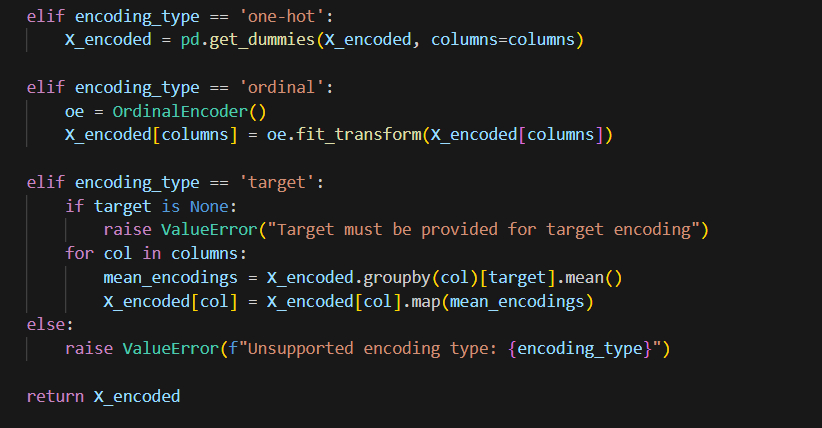 elif encoding_type == 'one-hot':
    X_encoded = pd.get_dummies(X_encoded, columns=columns)

elif encoding_type == 'ordinal':
    oe = OrdinalEncoder()
    X_encoded[columns] = oe.fit_transform(X_encoded[columns])

elif encoding_type == 'target':
    if target is None:
        raise ValueError("Target must be provided for target encoding")
    for col in columns:
        mean_encodings = X_encoded.groupby(col)[target].mean()
        X_encoded[col] = X_encoded[col].map(mean_encodings)
else:
    raise ValueError(f"Unsupported encoding type: {encoding_type}")

return X_encoded